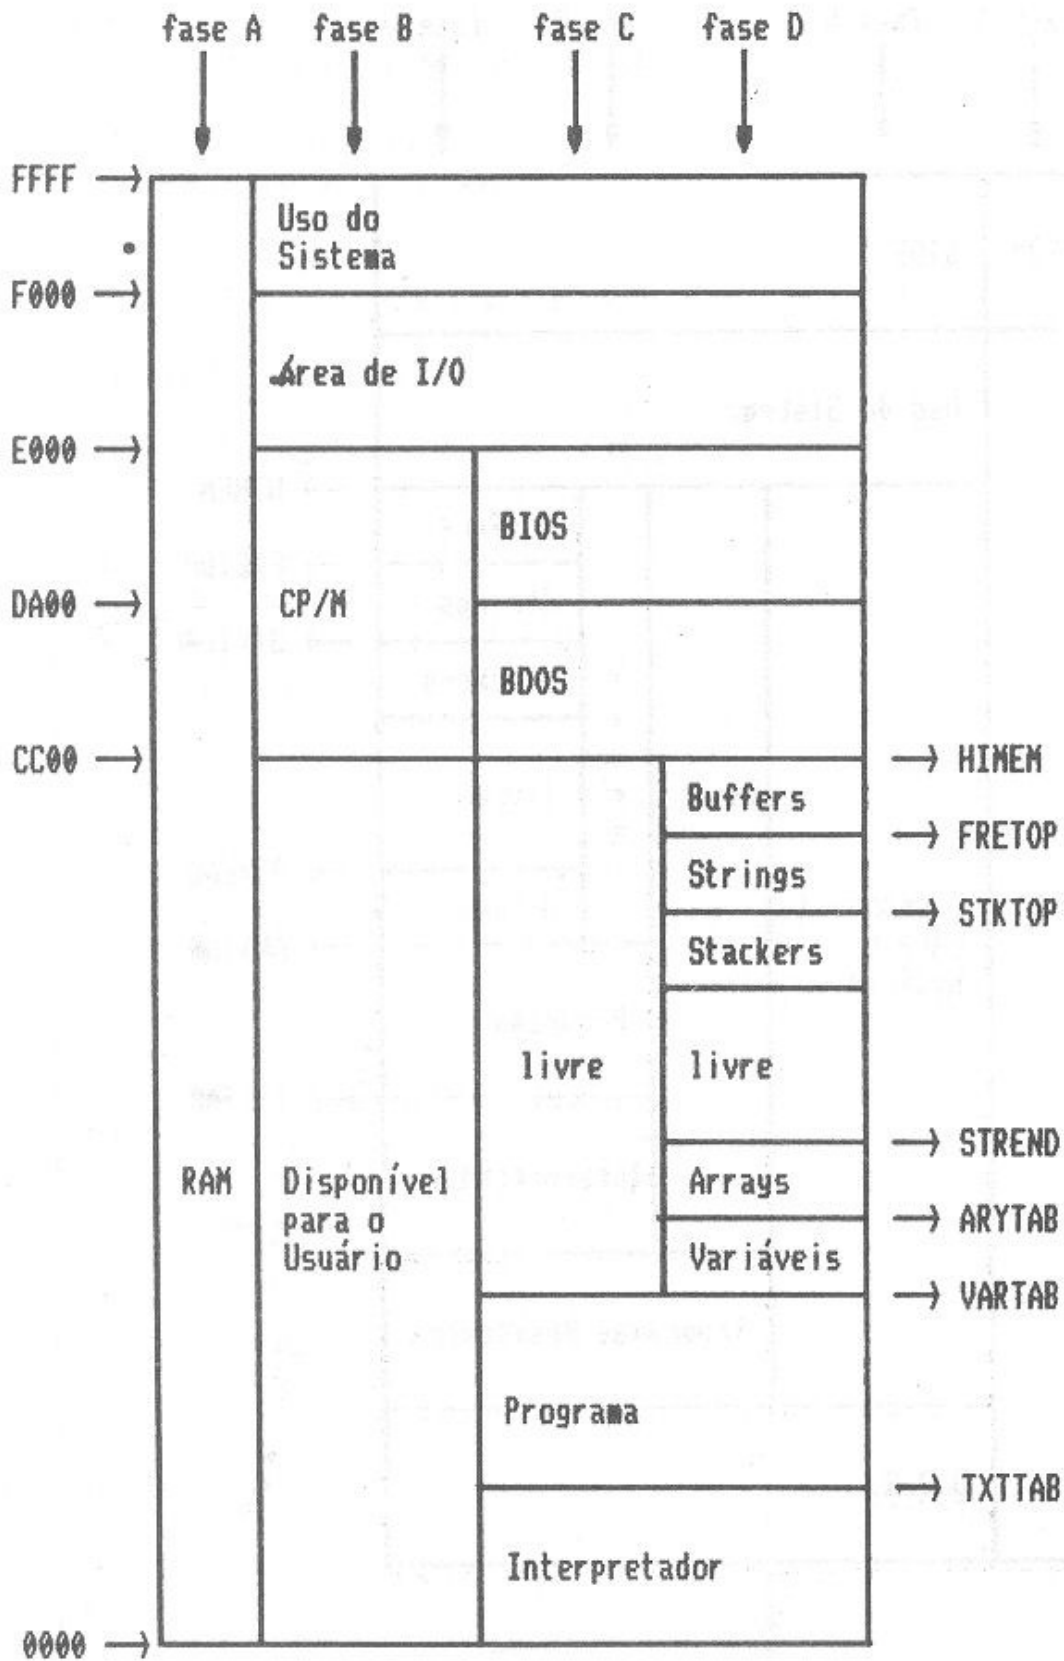 fase A fase B fase C fase D
FFFF
Uso do
Sistema
F000
Área de I/O
E000
BIOS
DA00
CP/M
BDOS
CC00
HIMEM
Buffers
FRETOP
Strings
STKTOP
Stackers
livre livre
STREND
RAM Disponível Arrays
para o
ARYTAB
Usuário Variáveis
VARTAB
Programa
TXTTAB
Interpretador
0000